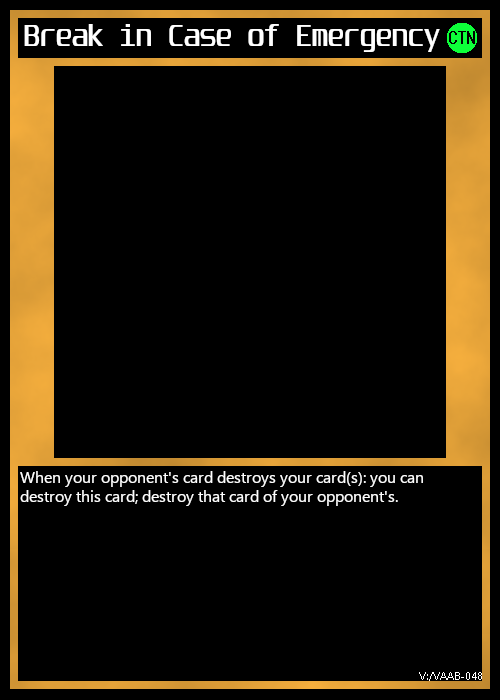 Break in Case of Emergency CTN
When your opponent's card destroys your card(s): you can
destroy this card; destroy that card of your opponent's.
V:/VAAB-048